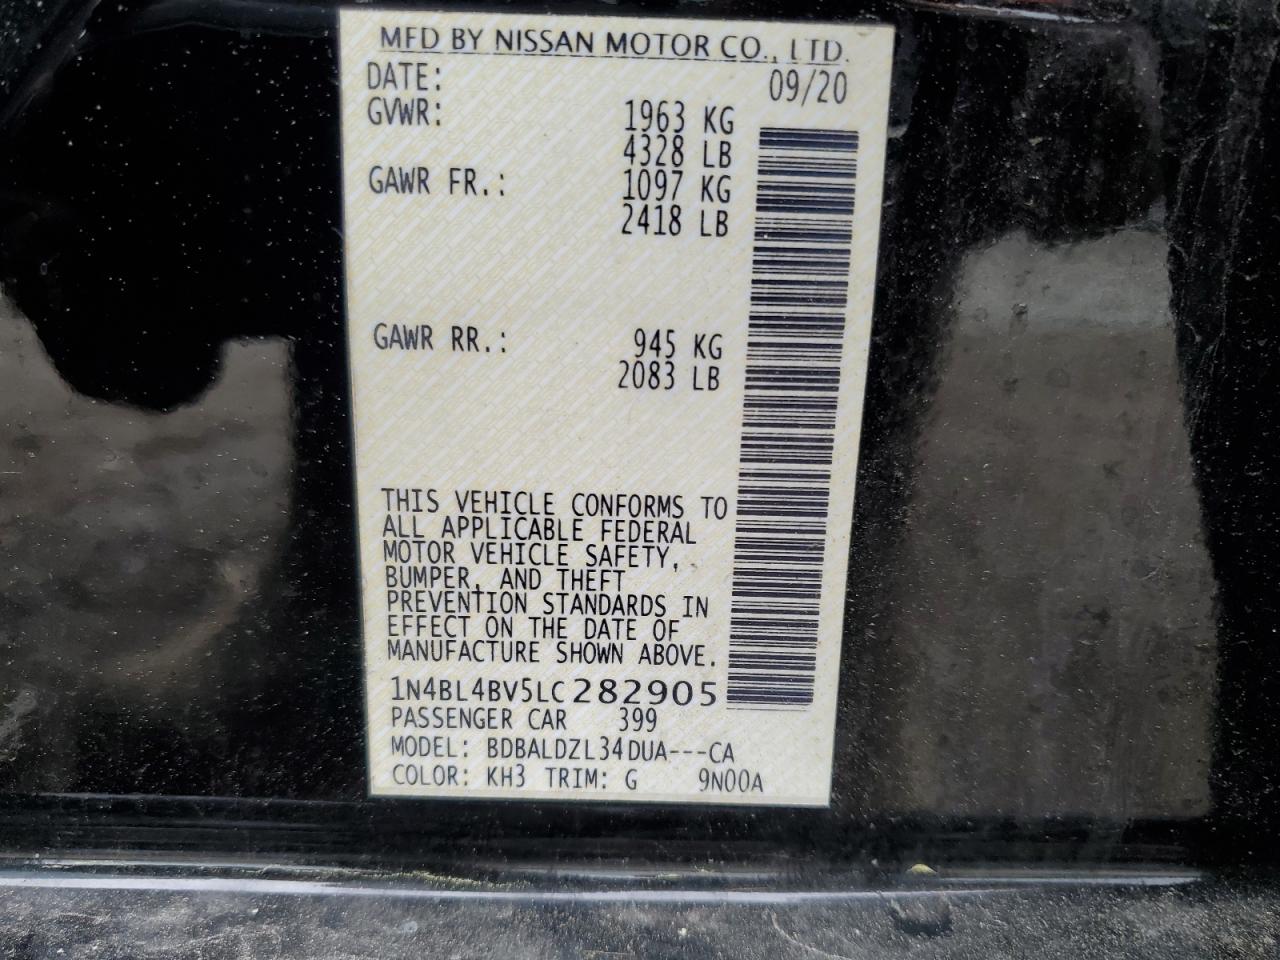 MFD BY NISSAN MOTOR CO., LTD.
DATE: 09/20
GVWR: 1963 KG
4328 LB
GAWR FR.: 1097 KG
2418 LB
GAWR RR.: 945 KG
2083 LB
THIS VEHICLE CONFORMS TO
ALL APPLICABLE FEDERAL
MOTOR VEHICLE SAFETY,
BUMPER, AND THEFT
PREVENTION STANDARDS IN
EFFECT ON THE DATE OF
MANUFACTURE SHOWN ABOVE.
1N4BL4BV5LC282905
PASSENGER CAR 399
MODEL: BDBALDZL34DUA---CA
COLOR: KH3 TRIM: G 9N00A